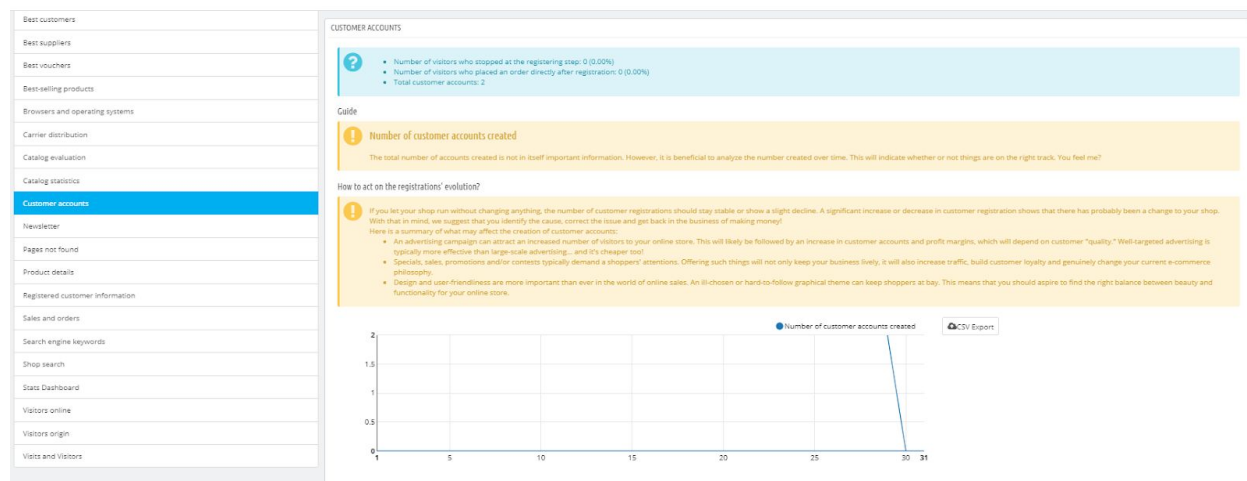 Best customers
Best suppliers
Best vouchers
Best-selling products
Browsers and operating systems
Carrier distribution
Catalog evaluation
Catalog statistics
Customer accounts
Newsletter
Pages not found
Product details
Registered customer information
Sales and orders
Search engine keywords
Shop search
Stats Dashboard
Visitors online
Visitors origin
Visits and Visitors
CUSTOMER ACCOUNTS
? • Number of visitors who stopped at the registering step: 0 (0.00%)
• Number of visitors who placed an order directly after registration: 0 (0.00%)
• Total customer accounts: 2
Guide
! Number of customer accounts created
The total number of accounts created is not in itself important information. However, it is beneficial to analyze the number created over time. This will indicate whether or not things are on the right track. You feel me?
How to act on the registrations' evolution?
! If you let your shop run without changing anything, the number of customer registrations should stay stable or show a slight decline. A significant increase or decrease in customer registration shows that there has probably been a change to your shop.
With that in mind, we suggest that you identify the cause, correct the issue and get back in the business of making money!
Here is a summary of what may affect the creation of customer accounts:
• An advertising campaign can attract an increased number of visitors to your online store. This will likely be followed by an increase in customer accounts and profit margins, which will depend on customer "quality." Well-targeted advertising is
typically more effective than large-scale advertising... and it's cheaper too!
• Specials, sales, promotions and/or contests typically demand a shoppers' attentions. Offering such things will not only keep your business lively, it will also increase traffic, build customer loyalty and genuinely change your current e-commerce
philosophy.
• Design and user-friendliness are more important than ever in the world of online sales. An ill-chosen or hard-to-follow graphical theme can keep shoppers at bay. This means that you should aspire to find the right balance between beauty and
functionality for your online store.
Number of customer accounts created
CSV Export
2
1.5
1
0.5
0
1 5 10 15 20 25 30 31